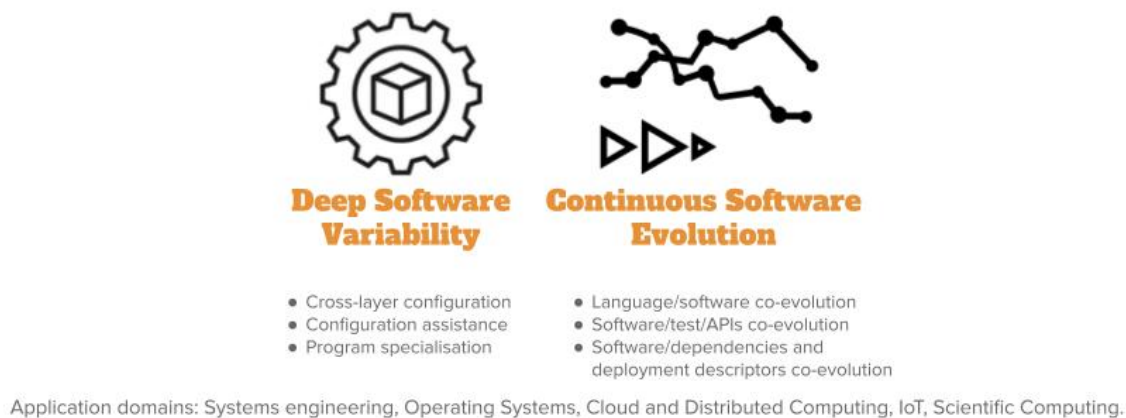 Deep Software
Variability
• Cross-layer configuration
• Configuration assistance
• Program specialisation
Continuous Software
Evolution
• Language/software co-evolution
• Software/test/APIs co-evolution
• Software/dependencies and
deployment descriptors co-evolution
Application domains: Systems engineering, Operating Systems, Cloud and Distributed Computing, IoT, Scientific Computing.